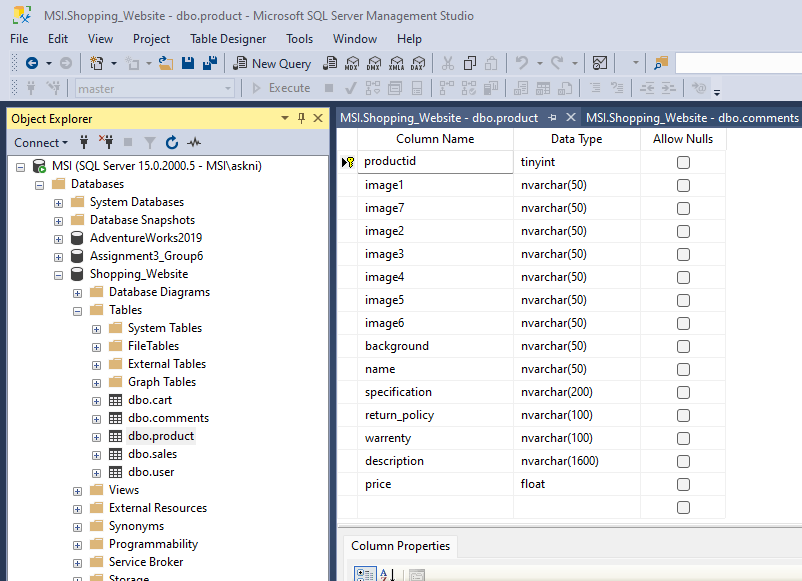 MSI.Shopping_Website - dbo.product - Microsoft SQL Server Management Studio
File Edit View Project Table Designer Tools Window Help
New Query MDX DMX XMLA DAX
master Execute
Object Explorer
Connect
MSI (SQL Server 15.0.2000.5 - MSI\askni)
Databases
System Databases
Database Snapshots
AdventureWorks2019
Assignment3_Group6
Shopping_Website
Database Diagrams
Tables
System Tables
FileTables
External Tables
Graph Tables
dbo.cart
dbo.comments
dbo.product
dbo.sales
dbo.user
Views
External Resources
Synonyms
Programmability
Service Broker
Storage
MSI.Shopping_Website - dbo.product MSI.Shopping_Website - dbo.comments
Column Name Data Type Allow Nulls
productid tinyint
image1 nvarchar(50)
image7 nvarchar(50)
image2 nvarchar(50)
image3 nvarchar(50)
image4 nvarchar(50)
image5 nvarchar(50)
image6 nvarchar(50)
background nvarchar(50)
name nvarchar(50)
specification nvarchar(200)
return_policy nvarchar(100)
warrenty nvarchar(100)
description nvarchar(1600)
price float
Column Properties